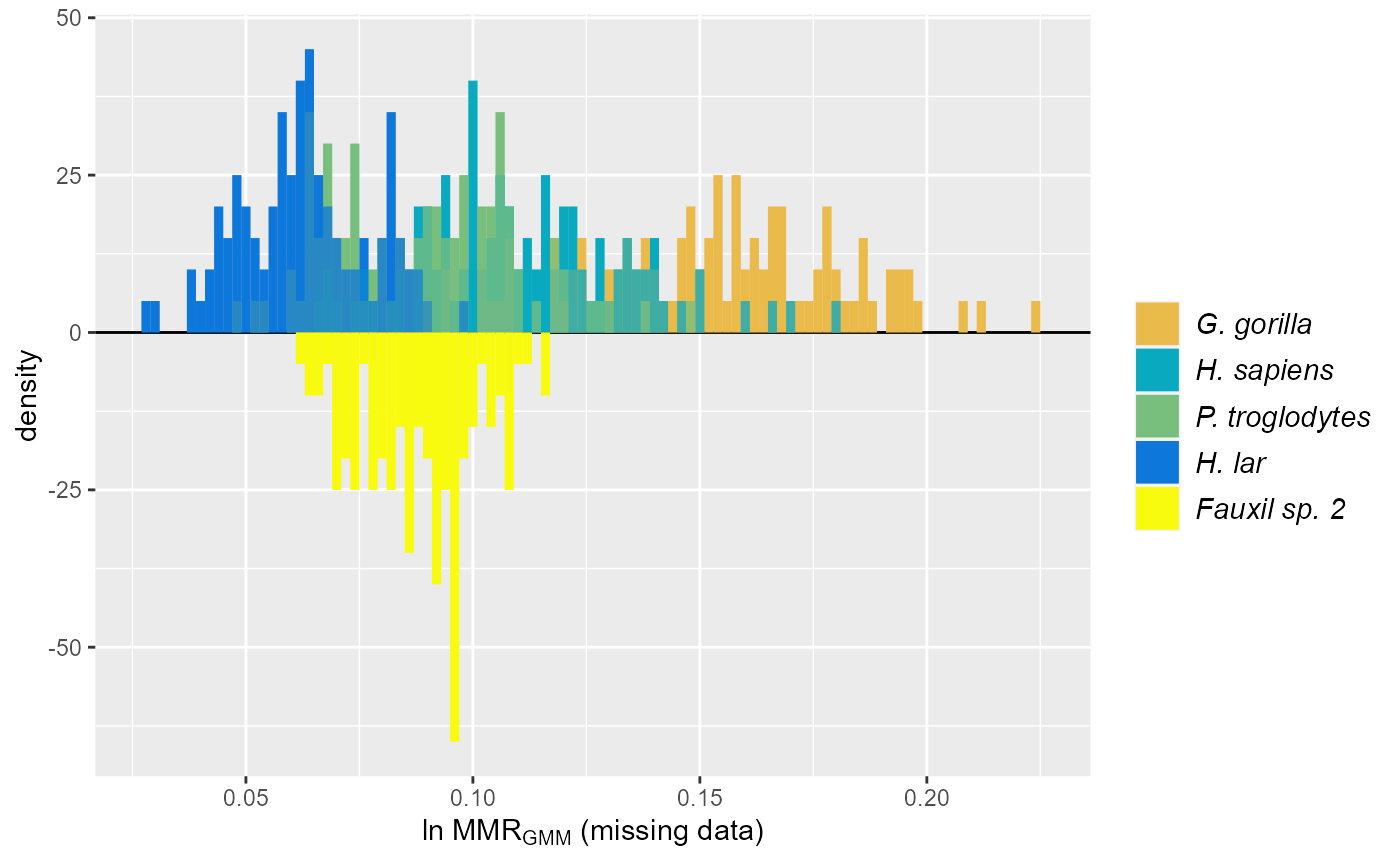 50
25
0
-25
-50
density
0.05 0.10 0.15 0.20
ln MMRGMM (missing data)
G. gorilla
H. sapiens
P. troglodytes
H. lar
Fauxil sp. 2